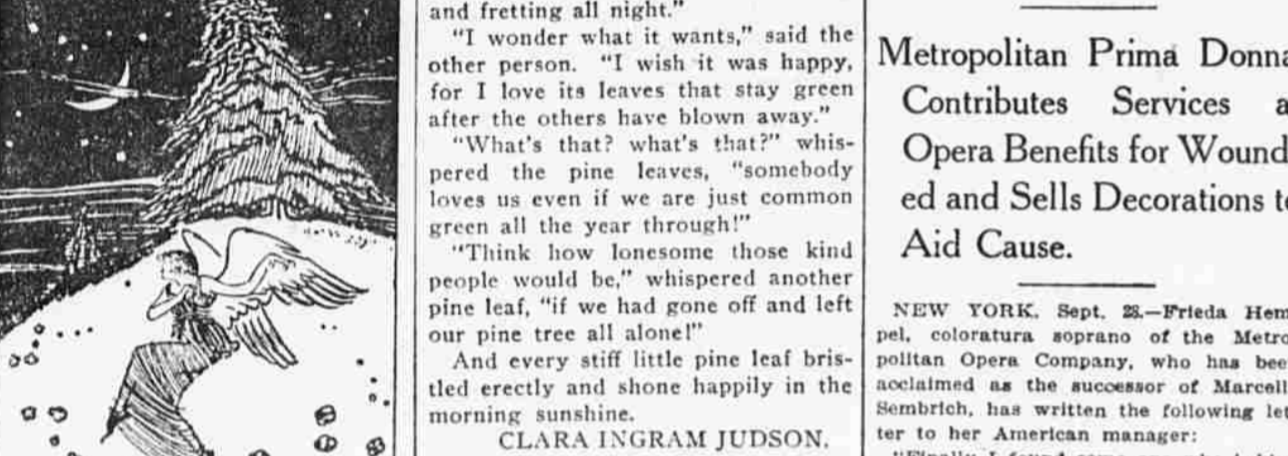 and fretting all night."
"I wonder what it wants," said the
other person. "I wish it was happy,
for I love its leaves that stay green
after the others have blown away."
"What's that? what's that?" whis-
pered the pine leaves, "somebody
loves us even if we are just common
green all the year through!"
"Think how lonesome those kind
people would be," whispered another
pine leaf, "if we had gone off and left
our pine tree all alone!"
And every stiff little pine leaf bris-
tled erectly and shone happily in the
morning sunshine.
CLARA INGRAM JUDSON.
Metropolitan Prima Donna
Contributes Services a
Opera Benefits for Wound
ed and Sells Decorations t
Aid Cause.
NEW YORK, Sept. 28.—Frieda Hem
pel, coloratura soprano of the Metro
politan Opera Company, who has bee
acclaimed as the successor of Marcell
Sembrich, has written the following let
ter to her American manager: